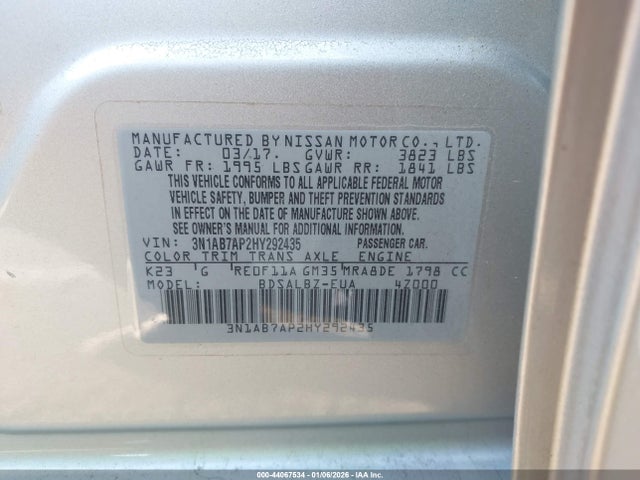 MANUFACTURED BY NISSAN MOTOR CO., LTD.
DATE: 03/17. GVWR: 3823 LBS
GAWR FR: 1995 LBS GAWR RR: 1841 LBS
THIS VEHICLE CONFORMS TO ALL APPLICABLE FEDERAL MOTOR
VEHICLE SAFETY, BUMPER AND THEFT PREVENTION STANDARDS
IN EFFECT ON THE DATE OF MANUFACTURE SHOWN ABOVE.
SEE OWNER'S MANUAL FOR ADDITIONAL INFORMATION.
VIN: 3N1AB7AP2HY292435 PASSENGER CAR.
COLOR TRIM TRANS AXLE ENGINE
K23 G RE0F11A GM35 MRA8DE 1798 CC
MODEL: BDSALBZ-EUA 4Z000
3N1AB7AP2HY292435
000-44067534 - 01/06/2026 - IAA Inc.